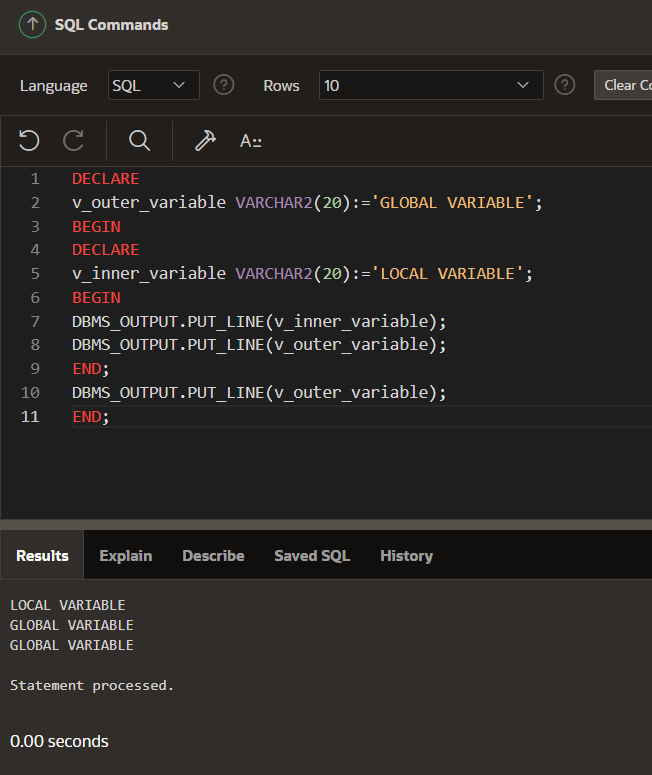 SQL Commands
Language SQL ? Rows 10 ? Clear Co
A::
1 DECLARE
2 v_outer_variable VARCHAR2(20):='GLOBAL VARIABLE';
3 BEGIN
4 DECLARE
5 v_inner_variable VARCHAR2(20):='LOCAL VARIABLE';
6 BEGIN
7 DBMS_OUTPUT.PUT_LINE(v_inner_variable);
8 DBMS_OUTPUT.PUT_LINE(v_outer_variable);
9 END;
10 DBMS_OUTPUT.PUT_LINE(v_outer_variable);
11 END;
Results Explain Describe Saved SQL History
LOCAL VARIABLE
GLOBAL VARIABLE
GLOBAL VARIABLE
Statement processed.
0.00 seconds